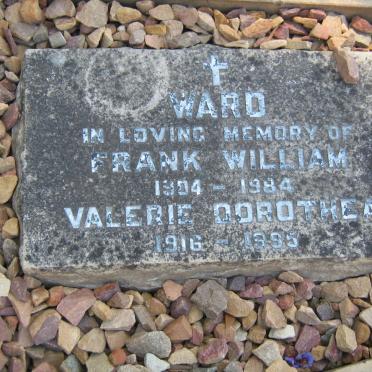 WARD
IN LOVING MEMORY OF
FRANK WILLIAM
1904 - 1984
VALERIE DOROTHEA
1916 - 1995